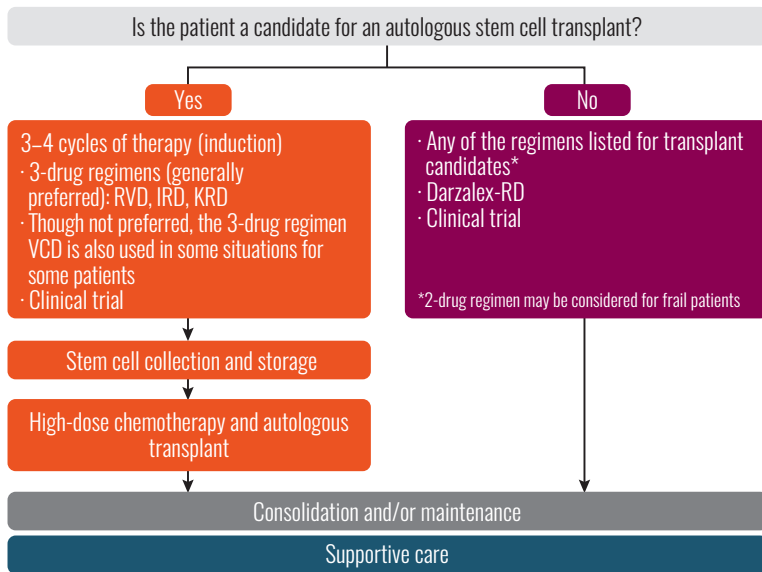 Is the patient a candidate for an autologous stem cell transplant?
Yes
3–4 cycles of therapy (induction)
· 3-drug regimens (generally
preferred): RVD, IRD, KRD
· Though not preferred, the 3-drug regimen
VCD is also used in some situations for
some patients
· Clinical trial
Stem cell collection and storage
High-dose chemotherapy and autologous
transplant
No
· Any of the regimens listed for transplant
candidates*
· Darzalex-RD
· Clinical trial
*2-drug regimen may be considered for frail patients
Consolidation and/or maintenance
Supportive care